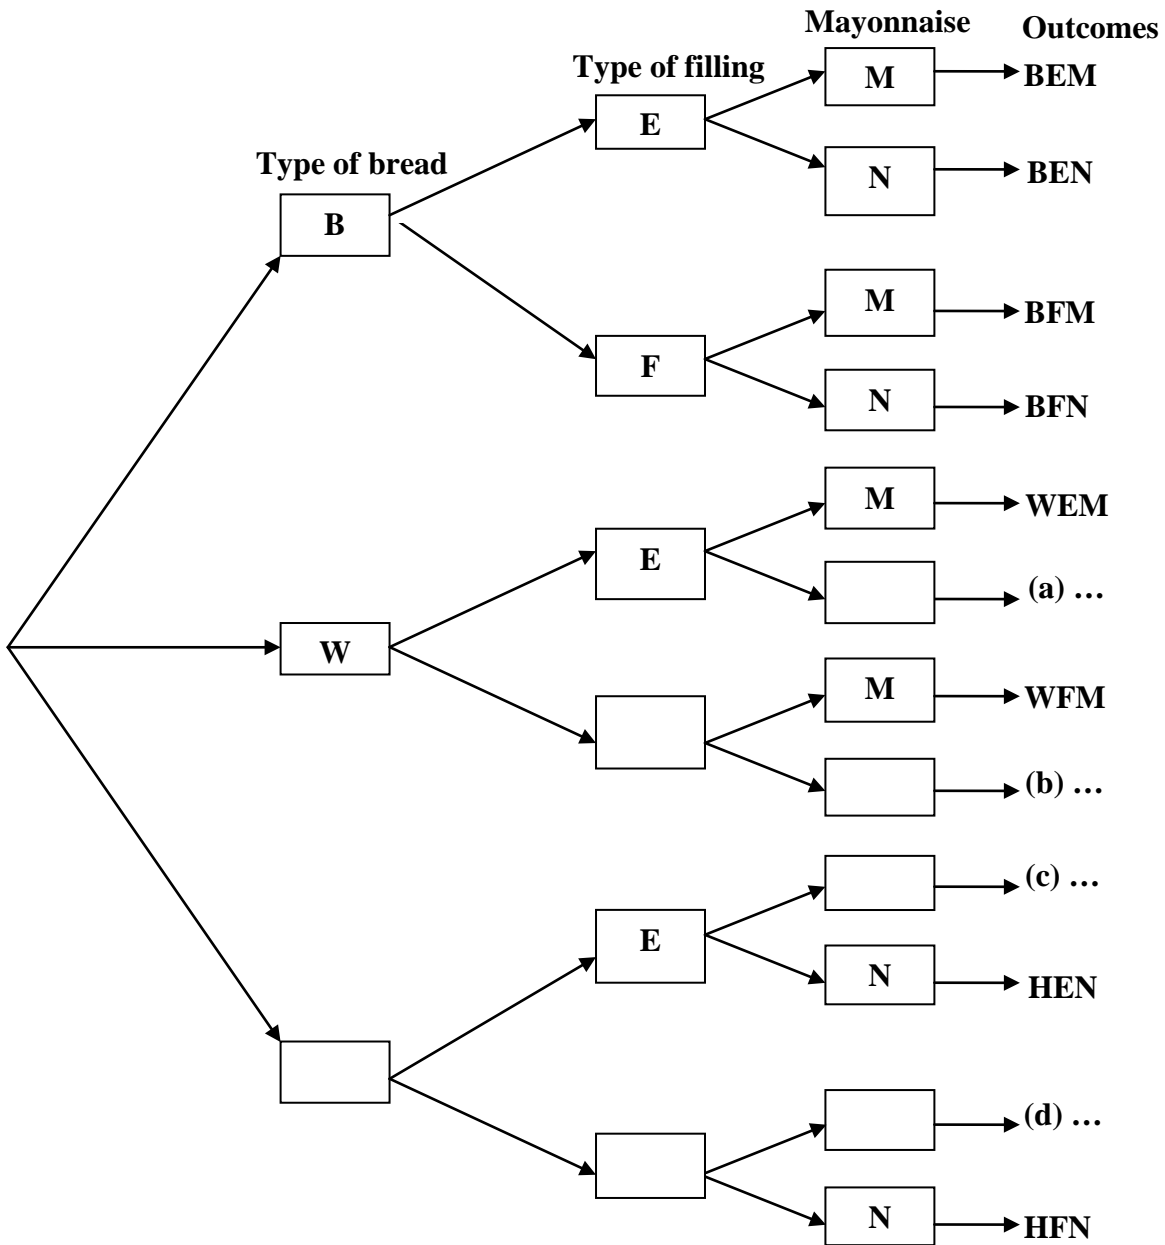 Mayonnaise
Outcomes
Type of filling
Type of bread
M
BEM
E
N
BEN
B
M
BFM
F
N
BFN
M
WEM
E
(a) …
W
M
WFM
(b) …
(c) …
E
N
HEN
(d) …
N
HFN